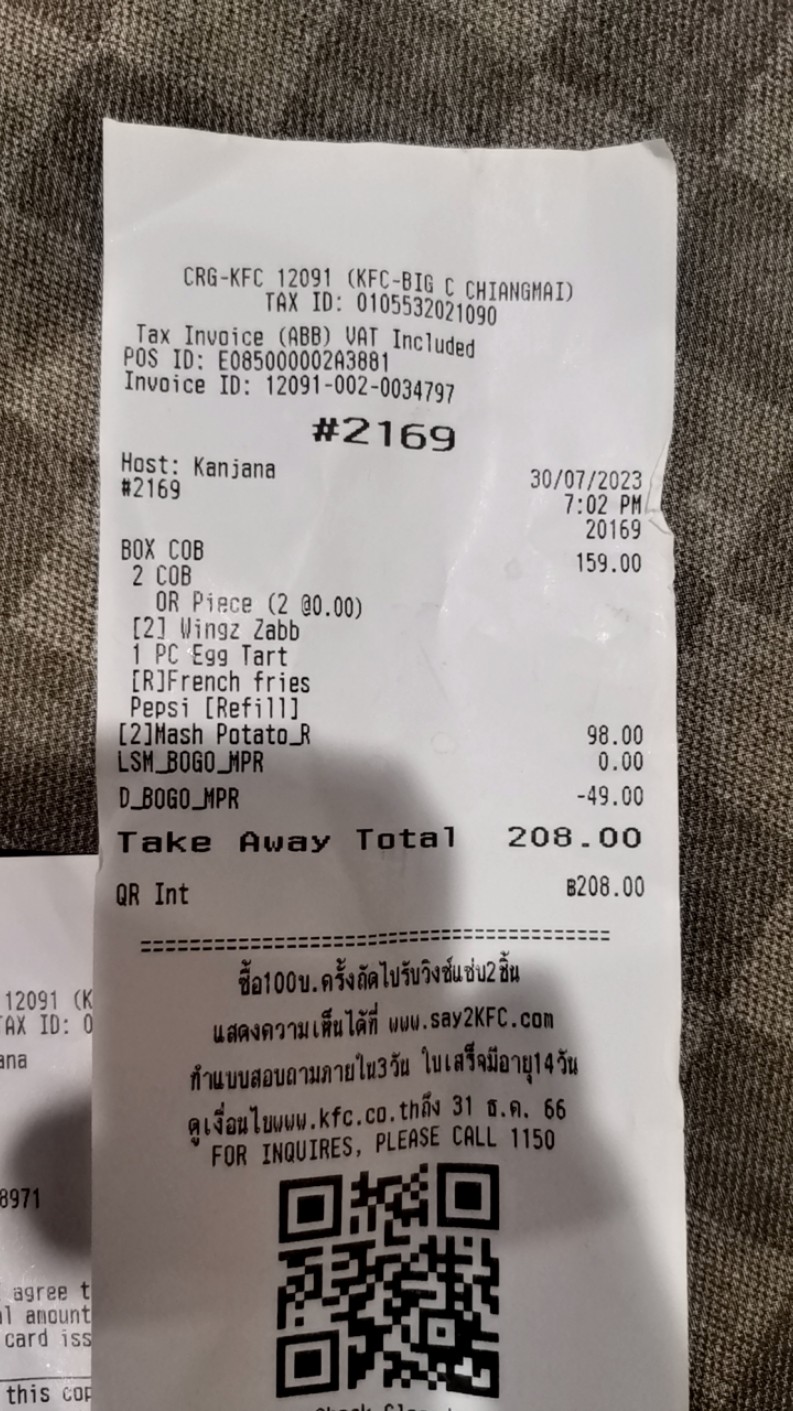 CRG-KFC 12091 (KFC-BIG C CHIANGMAI)
TAX ID: 0105532021090
Tax Invoice (ABB) VAT Included
POS ID: E085000002A3881
Invoice ID: 12091-002-0034797
#2169
Host: Kanjana 30/07/2023
#2169 7:02 PM
20169
BOX COB 159.00
2 COB
OR Piece (2 @0.00)
[2] Wingz Zabb
1 PC Egg Tart
[R]French fries
Pepsi [Refill]
[2]Mash Potato_R 98.00
LSM_BOGO_MPR 0.00
D_BOGO_MPR -49.00
Take Away Total 208.00
QR Int ฿208.00
======================================
ซื้อ100บ.ครั้งถัดไปรับวิงซ์แซ่บ2ชิ้น
แสดงความเห็นได้ที่ www.say2KFC.com
ทำแบบสอบถามภายใน3วัน ใบเสร็จมีอายุ14วัน
ดูเงื่อนไขwww.kfc.co.thถึง 31 ธ.ค. 66
FOR INQUIRES, PLEASE CALL 1150
12091 (K
TAX ID: 0
ana
8971
agree t
al amount
card iss
this cop